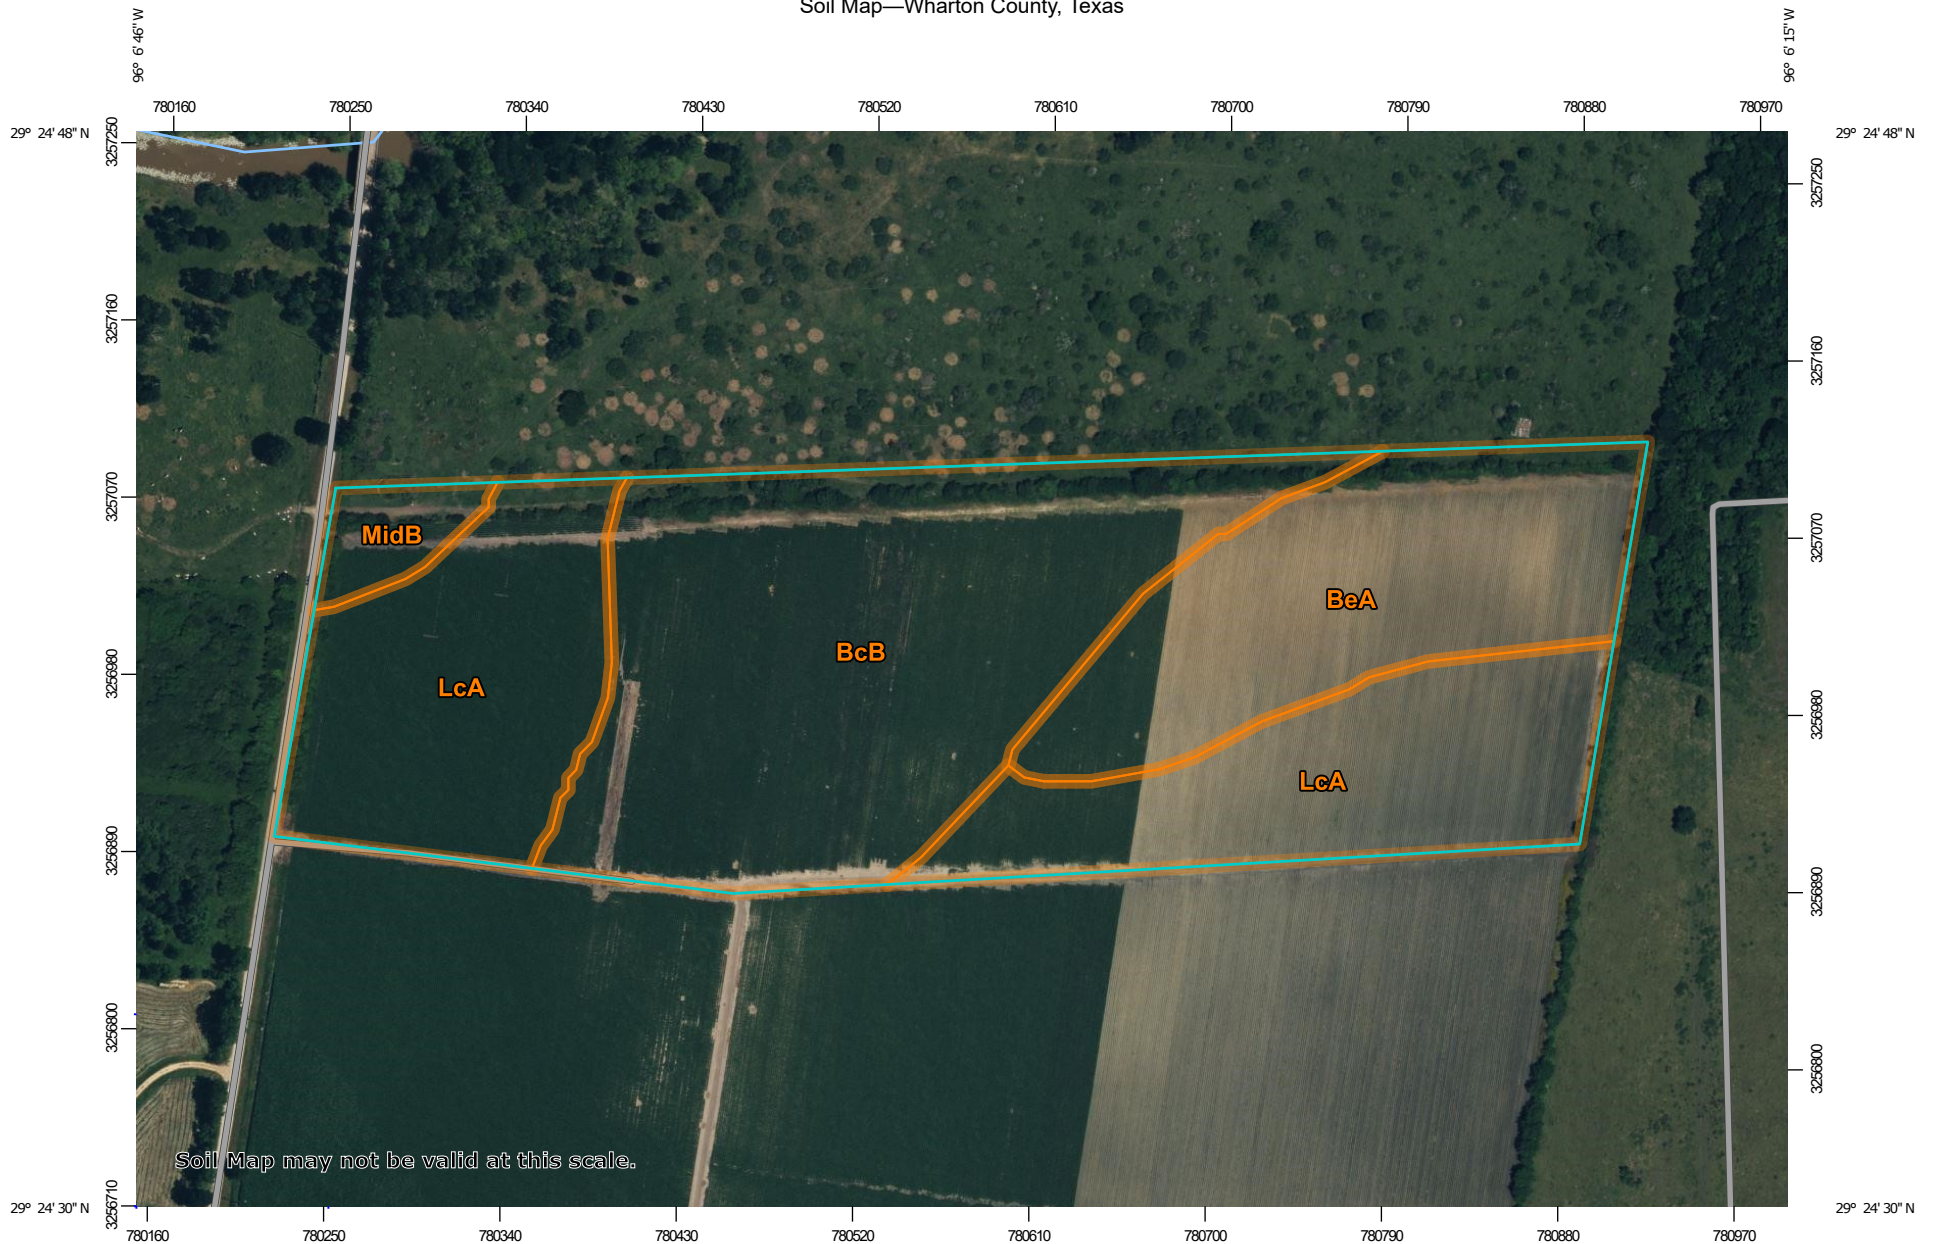 Soil Map—Wharton County, Texas
96° 6' 46'' W
96° 6' 15'' W
780160 780250 780340 780430 780520 780610 780700 780790 780880 780970
29° 24' 48'' N
29° 24' 48'' N
3257250
3257250
3257160
3257160
3257070
3257070
MidB
BeA
BcB
3256980
3256980
LcA
LcA
3256890
3256890
3256800
3256800
Soil Map may not be valid at this scale.
3256710
29° 24' 30'' N
29° 24' 30'' N
780160 780250 780340 780430 780520 780610 780700 780790 780880 780970